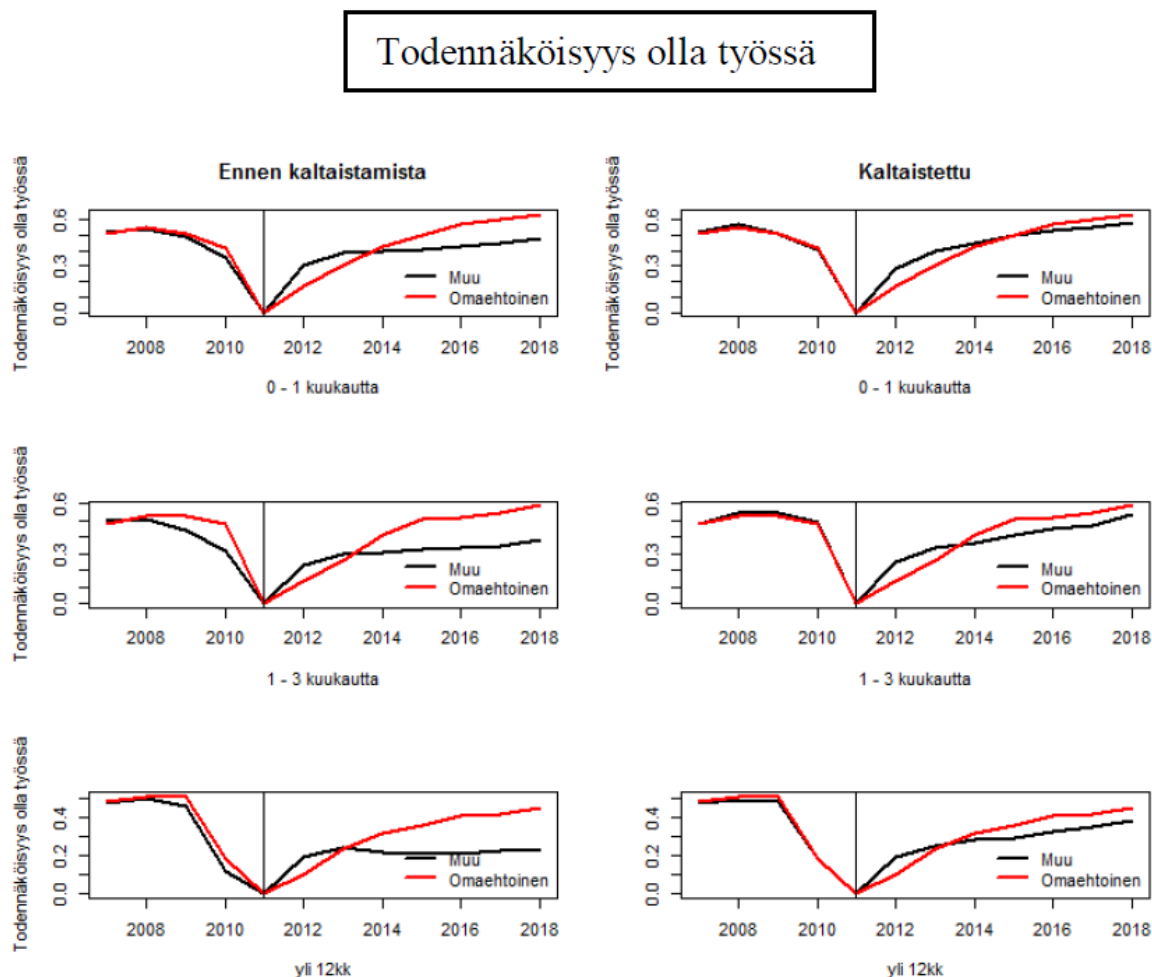 Todennäköisyys olla työssä
Ennen kaltaistamista
Todennäköisyys olla työssä
0.6
0.3
0.0
Muu
Omaehtoinen
2008 2010 2012 2014 2016 2018
0 - 1 kuukautta
Kaltaistettu
Todennäköisyys olla työssä
0.6
0.3
0.0
Muu
Omaehtoinen
2008 2010 2012 2014 2016 2018
0 - 1 kuukautta
Todennäköisyys olla työssä
0.6
0.3
0.0
Muu
Omaehtoinen
2008 2010 2012 2014 2016 2018
1 - 3 kuukautta
0.6
0.3
0.0
Muu
Omaehtoinen
2008 2010 2012 2014 2016 2018
1 - 3 kuukautta
Todennäköisyys olla työssä
0.4
0.2
0.0
Muu
Omaehtoinen
2008 2010 2012 2014 2016 2018
yli 12kk
0.4
0.2
0.0
Muu
Omaehtoinen
2008 2010 2012 2014 2016 2018
yli 12kk